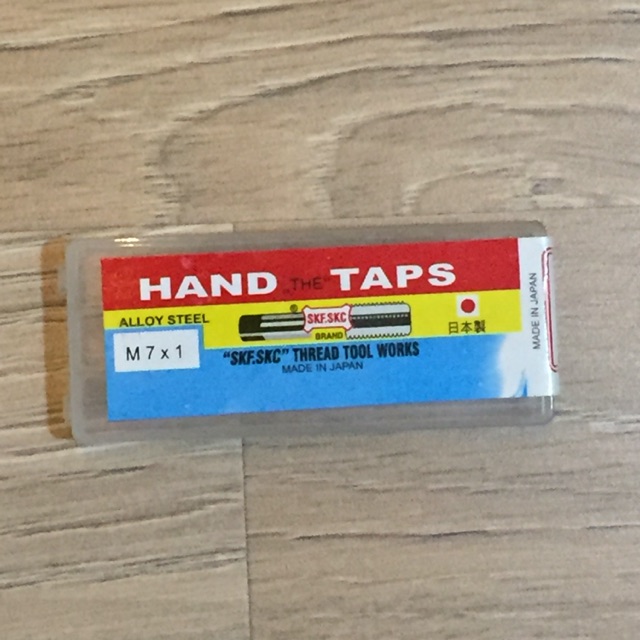 HAND "THE" TAPS
ALLOY STEEL
SKF.SKC
BRAND
日本製
M 7 x 1
"SKF.SKC" THREAD TOOL WORKS
MADE IN JAPAN
MADE IN JAPAN